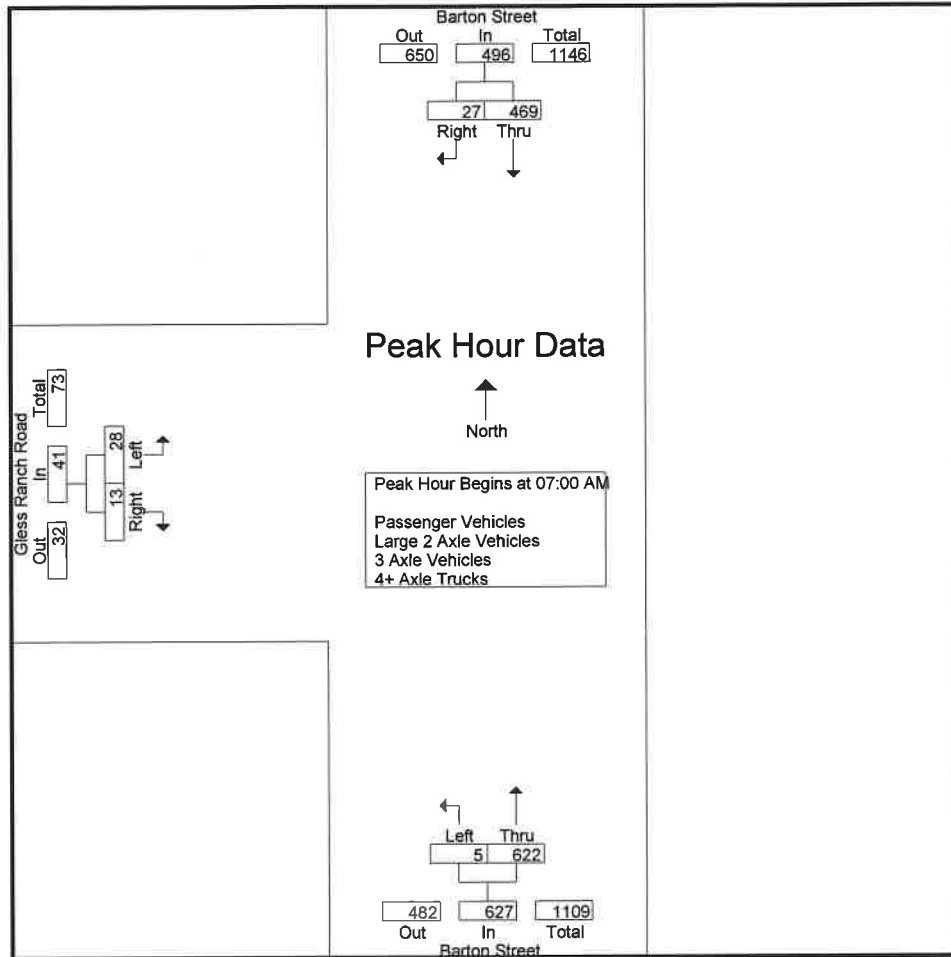 Barton Street
Out In Total
650 496 1146
27 469
Right Thru
Peak Hour Data
North
Peak Hour Begins at 07:00 AM
Passenger Vehicles
Large 2 Axle Vehicles
3 Axle Vehicles
4+ Axle Trucks
Gless Ranch Road
Out In Total
32 41 73
13 28
Right Left
Left Thru
5 622
482 627 1109
Out In Total
Barton Street